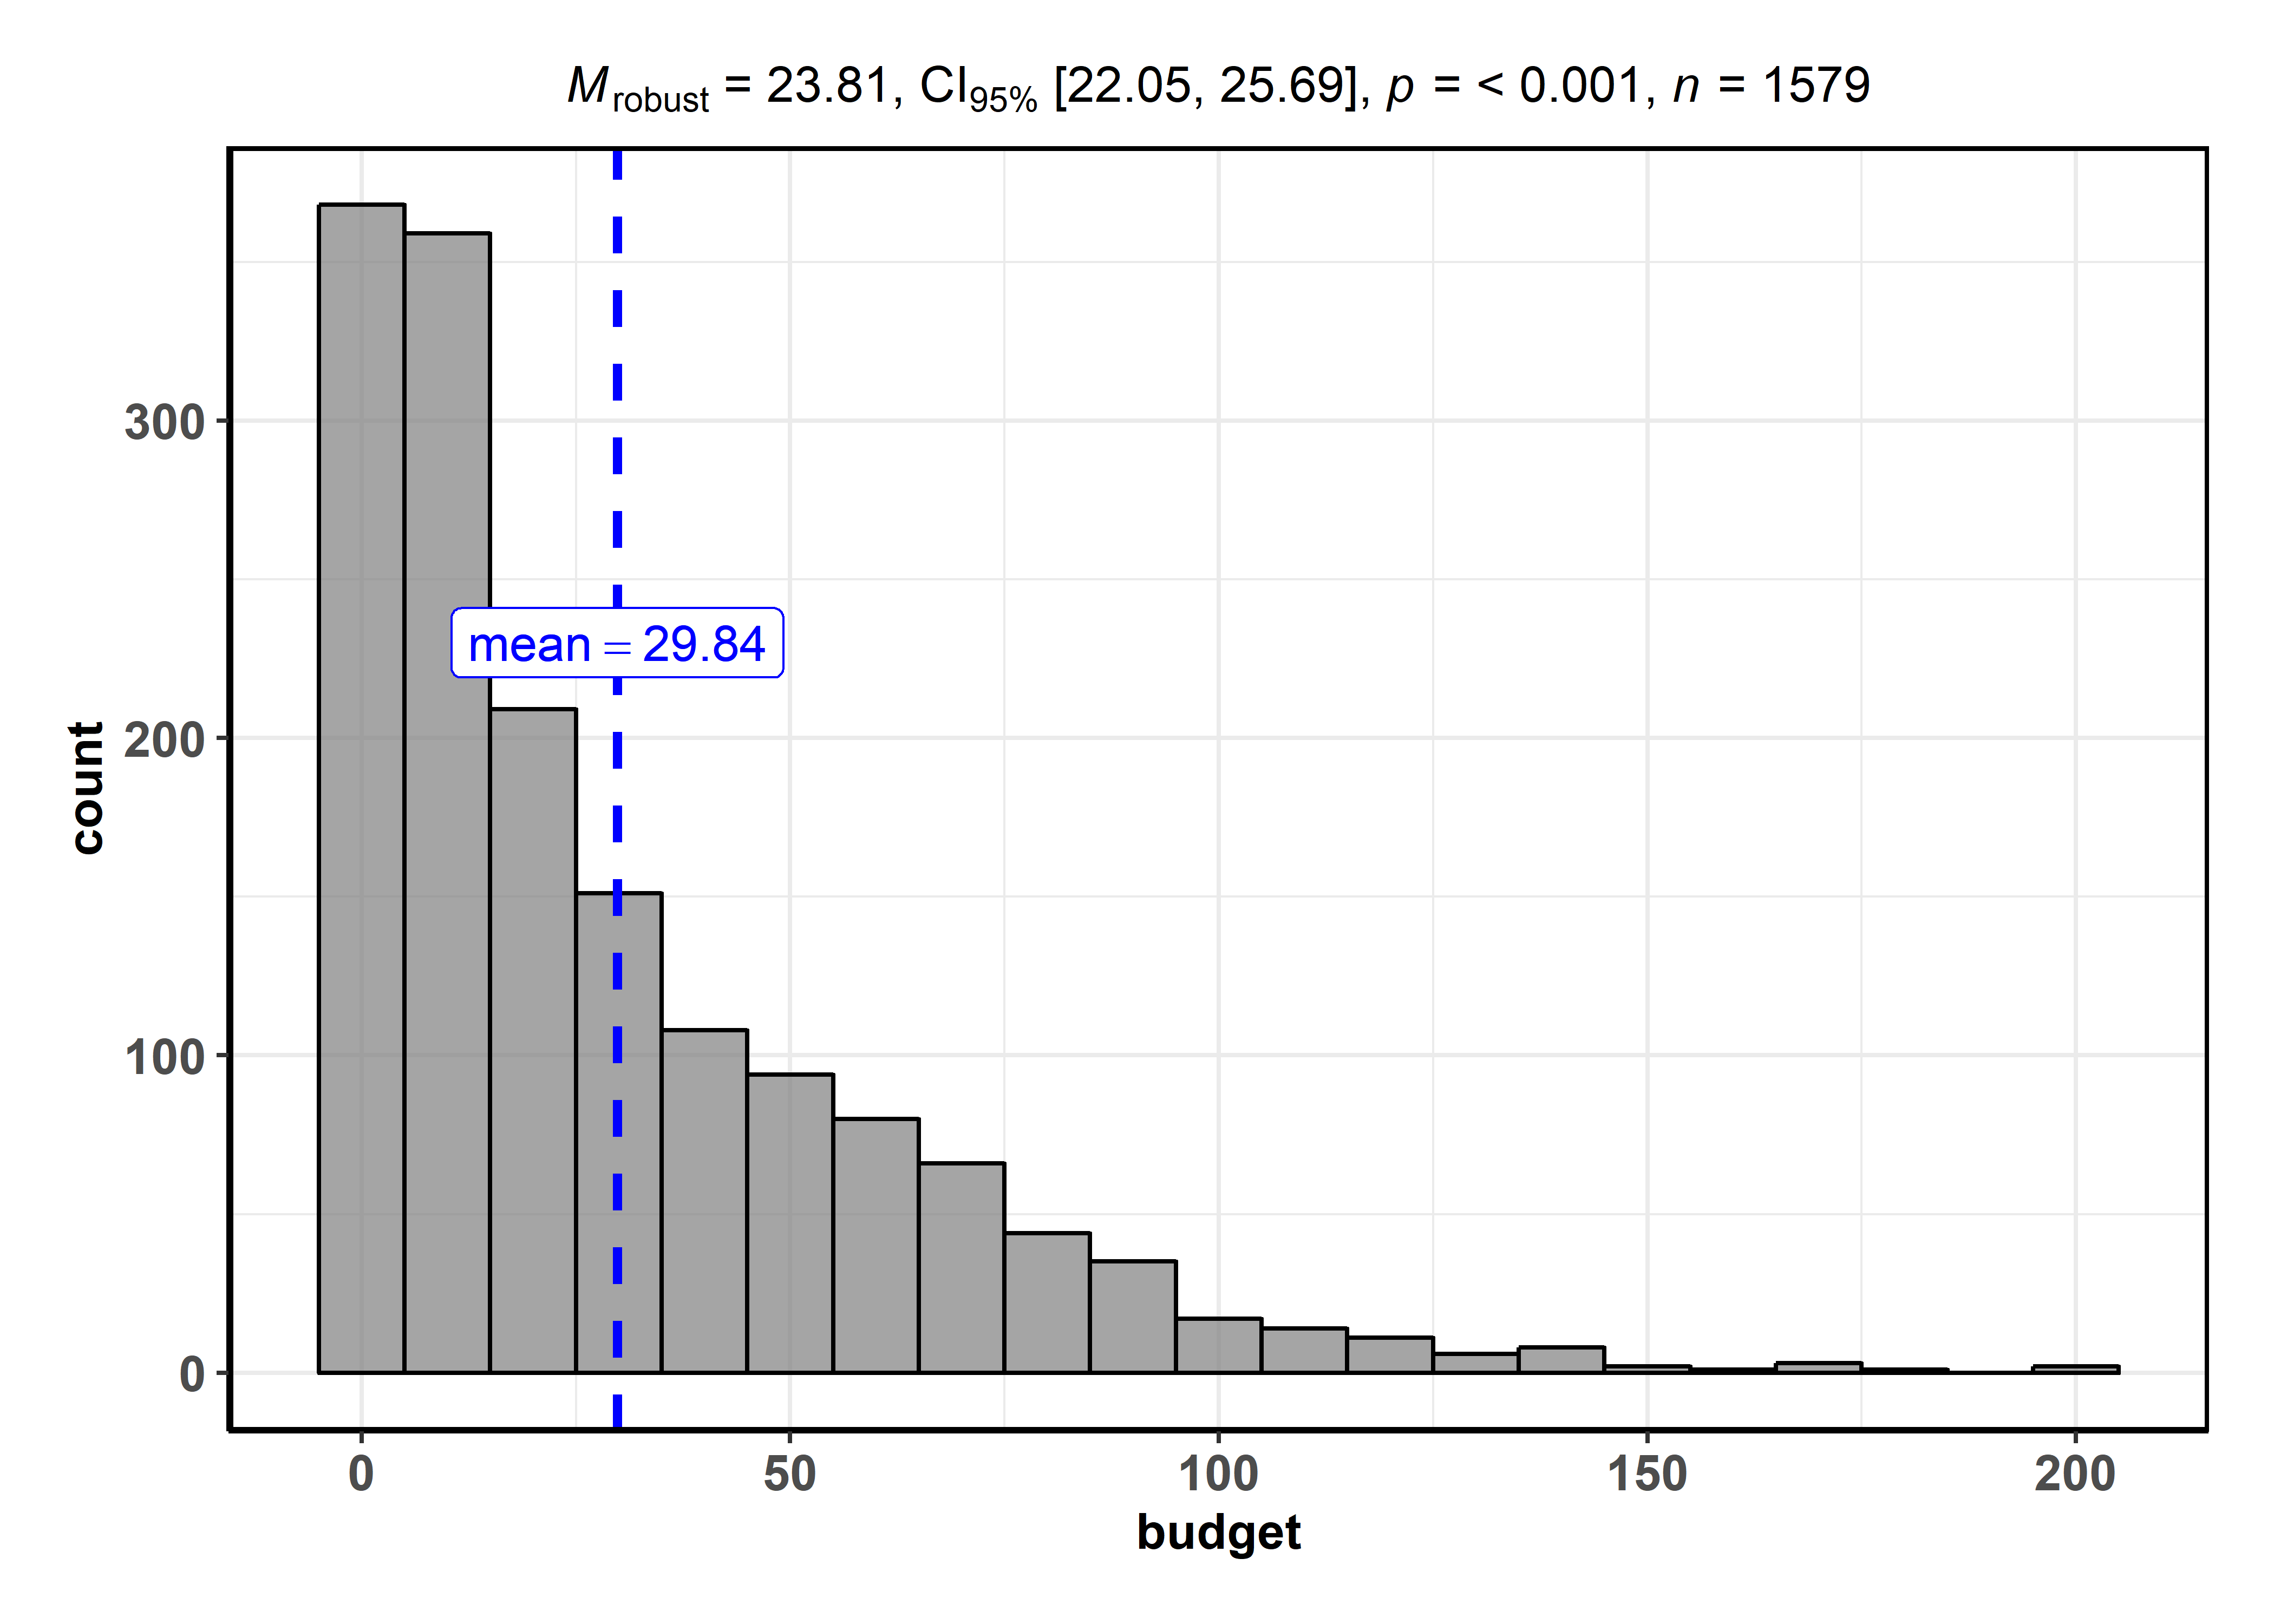 M robust = 23.81, CI95% [22.05, 25.69], p = < 0.001, n = 1579
300
mean = 29.84
200
count
100
0
0 50 100 150 200
budget